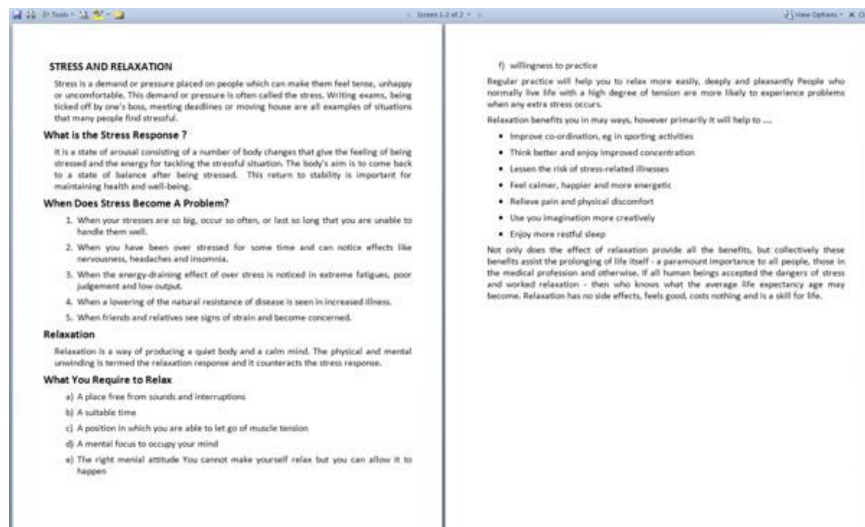 Tools
Screen 1-2 of 2
View Options
STRESS AND RELAXATION
Stress is a demand or pressure placed on people which can make them feel tense, unhappy
or uncomfortable. This demand or pressure is often called the stress. Writing exams, being
ticked off by one's boss, meeting deadlines or moving house are all examples of situations
that many people find stressful.
What is the Stress Response ?
It is a state of arousal consisting of a number of body changes that give the feeling of being
stressed and the energy for tackling the stressful situation. The body's aim is to come back
to a state of balance after being stressed. This return to stability is important for
maintaining health and well-being.
When Does Stress Become A Problem?
1. When your stresses are so big, occur so often, or last so long that you are unable to
handle them well.
2. When you have been over stressed for some time and can notice effects like
nervousness, headaches and insomnia.
3. When the energy-draining effect of over stress is noticed in extreme fatigues, poor
judgement and low output.
4. When a lowering of the natural resistance of disease is seen in increased illness.
5. When friends and relatives see signs of strain and become concerned.
Relaxation
Relaxation is a way of producing a quiet body and a calm mind. The physical and mental
unwinding is termed the relaxation response and it counteracts the stress response.
What You Require to Relax
a) A place free from sounds and interruptions
b) A suitable time
c) A position in which you are able to let go of muscle tension
d) A mental focus to occupy your mind
e) The right menial attitude You cannot make yourself relax but you can allow it to
happen
f) willingness to practice
Regular practice will help you to relax more easily, deeply and pleasantly People who
normally live life with a high degree of tension are more likely to experience problems
when any extra stress occurs.
Relaxation benefits you in may ways, however primarily it will help to ....
• Improve co-ordination, eg in sporting activities
• Think better and enjoy improved concentration
• Lessen the risk of stress-related illnesses
• Feel calmer, happier and more energetic
• Relieve pain and physical discomfort
• Use you imagination more creatively
• Enjoy more restful sleep
Not only does the effect of relaxation provide all the benefits, but collectively these
benefits assist the prolonging of life itself - a paramount importance to all people, those in
the medical profession and otherwise. If all human beings accepted the dangers of stress
and worked relaxation - then who knows what the average life expectancy age may
become. Relaxation has no side effects, feels good, costs nothing and is a skill for life.